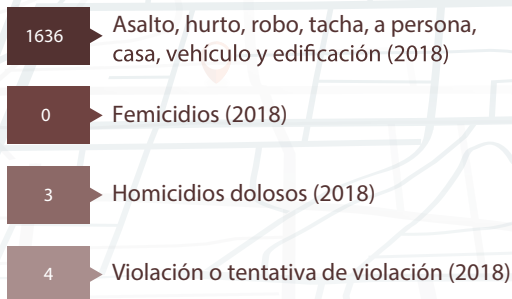 1636
Asalto, hurto, robo, tacha, a persona,
casa, vehículo y edificación (2018)
0
Femicidios (2018)
3
Homicidios dolosos (2018)
4
Violación o tentativa de violación (2018)